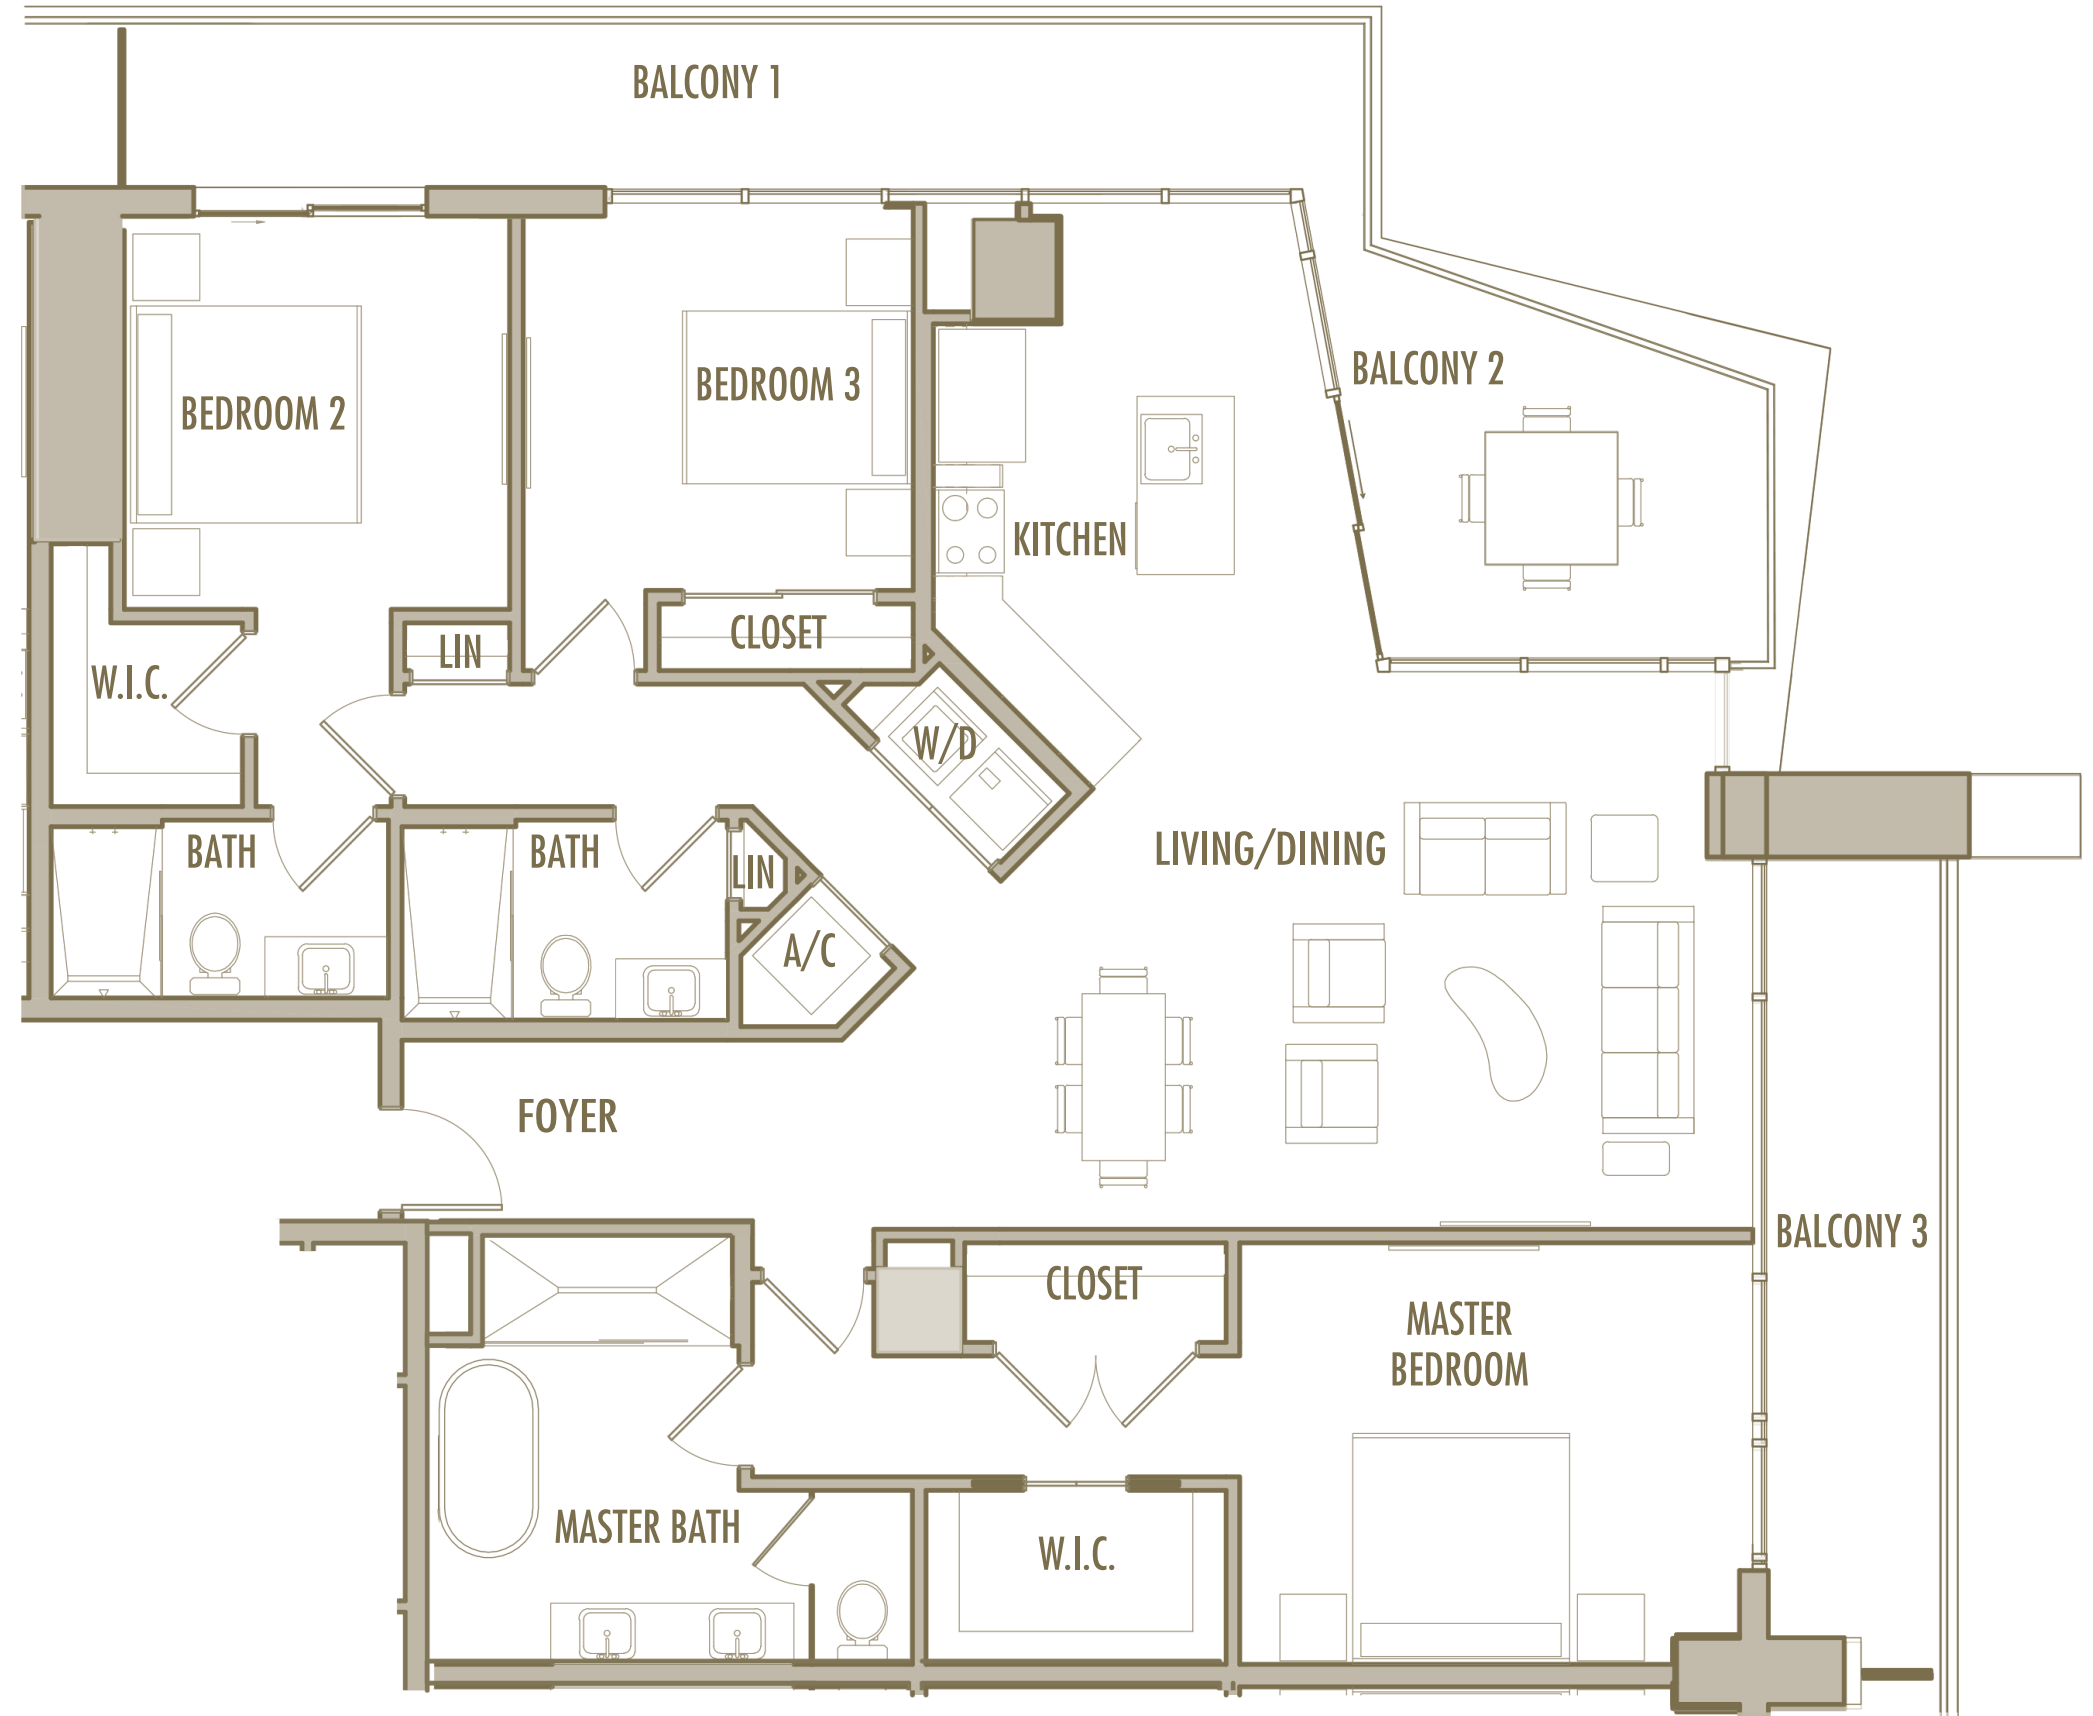 BALCONY 1
BALCONY 2
BEDROOM 3
BEDROOM 2
KITCHEN
CLOSET
LIN
W.I.C.
W/D
BATH
BATH
LIN
LIVING/DINING
A/C
FOYER
BALCONY 3
CLOSET
MASTER
BEDROOM
MASTER BATH
W.I.C.